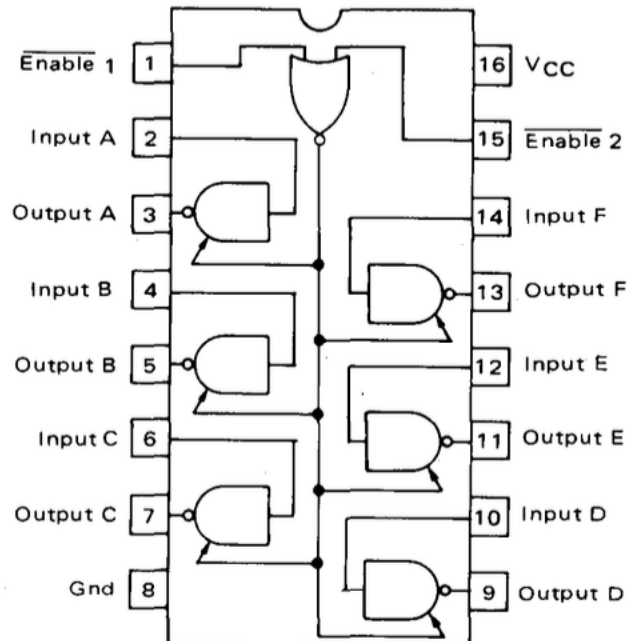 Enable 1 1
Input A 2
Output A 3
Input B 4
Output B 5
Input C 6
Output C 7
Gnd 8
16 VCC
15 Enable 2
14 Input F
13 Output F
12 Input E
11 Output E
10 Input D
9 Output D